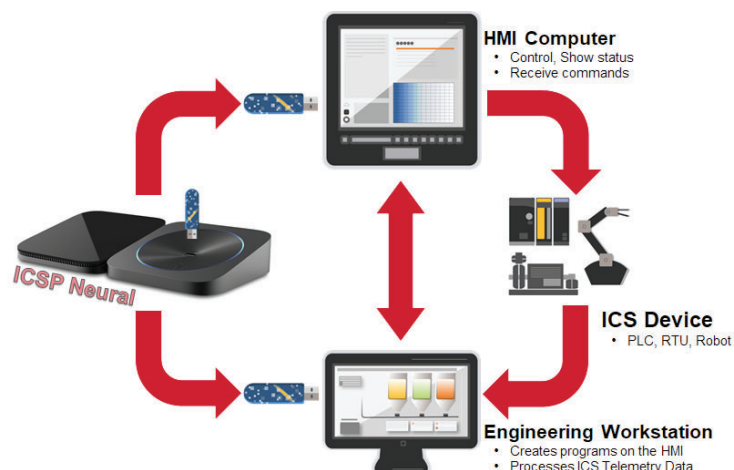 HMI Computer
• Control, Show status
• Receive commands
ICSP Neural
ICS Device
• PLC, RTU, Robot
Engineering Workstation
• Creates programs on the HMI
• Processes ICS Telemetry Data